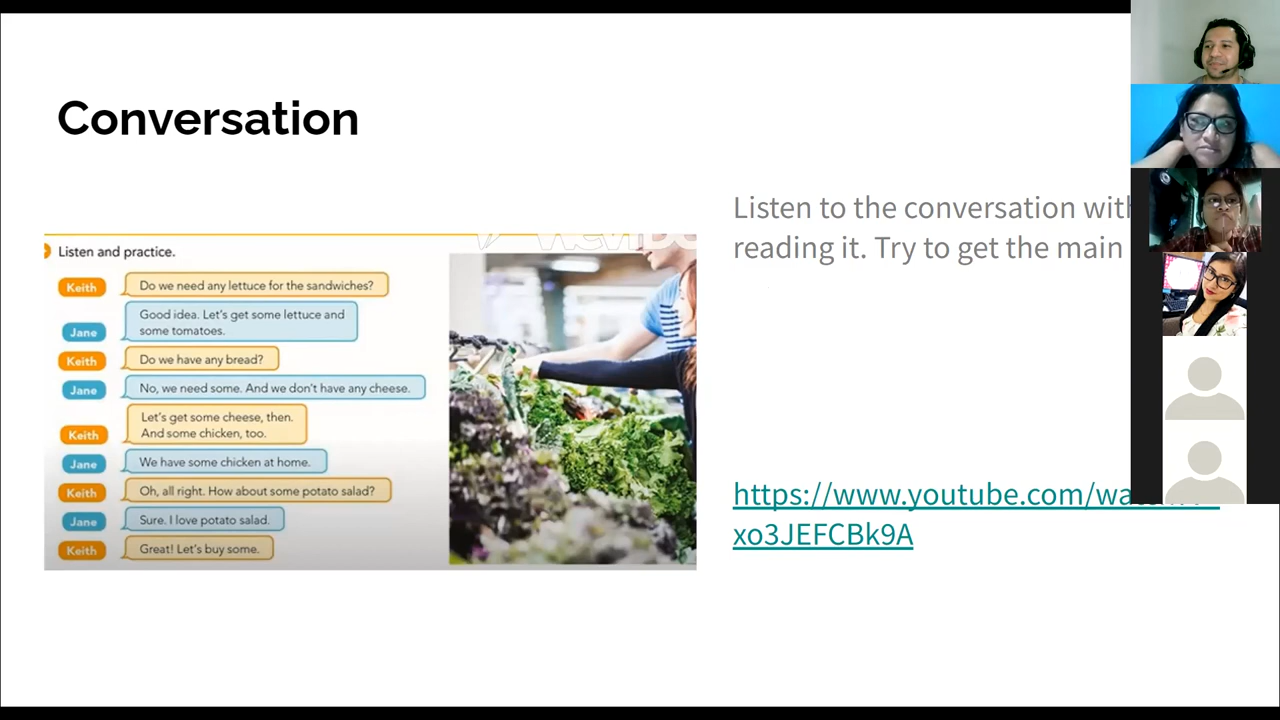 Conversation
Listen and practice.
Keith
Do we need any lettuce for the sandwiches?
Jane
Good idea. Let's get some lettuce and
some tomatoes.
Keith
Do we have any bread?
Jane
No, we need some. And we don't have any cheese.
Keith
Let's get some cheese, then.
And some chicken, too.
Jane
We have some chicken at home.
Keith
Oh, all right. How about some potato salad?
Jane
Sure. I love potato salad.
Keith
Great! Let's buy some.
Listen to the conversation
reading it. Try to get the main
https://www.youtube.com/
xo3JEFCBk9A